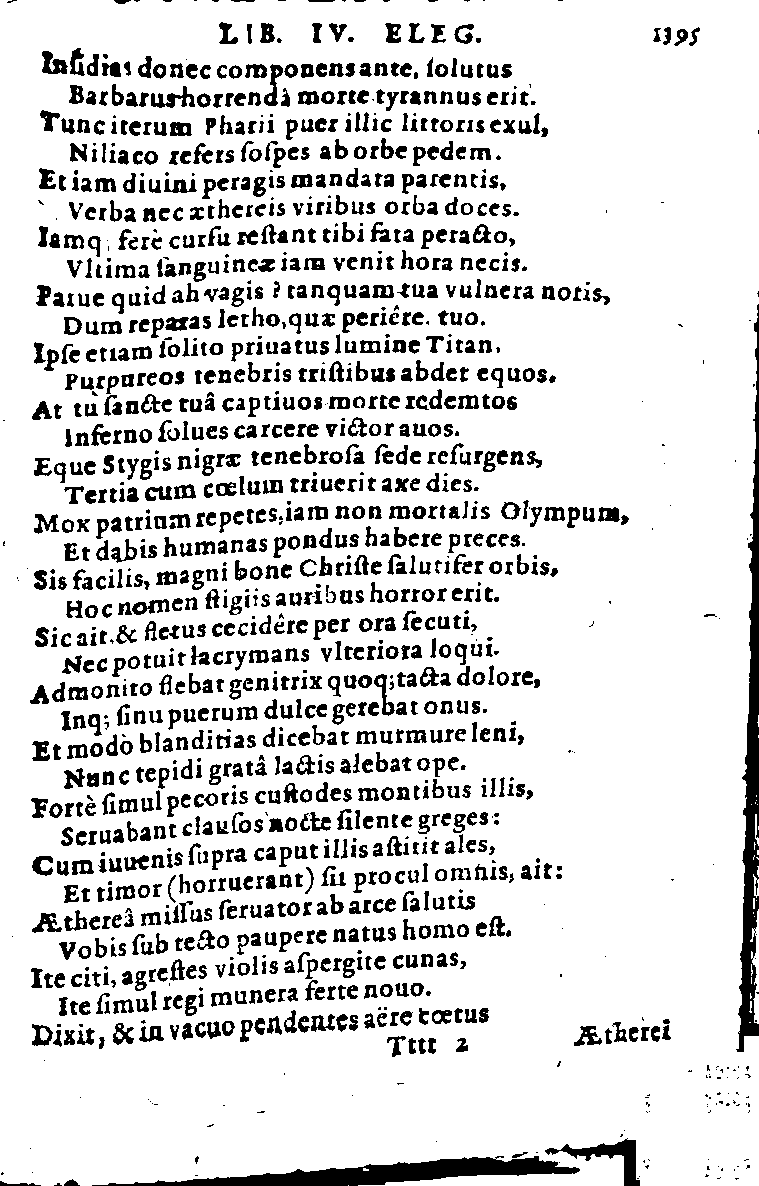 LIB. IV. ELEG. 1395
Insidias donec componens ante, solutus
Barbarus horrendâ morte tyrannus erit.
Tunc iterum Pharii puer illic littoris exul,
Niliaco refers sospes ab orbe pedem.
Et iam diuini peragis mandata parentis,
Verba nec æthereis viribus orba doces.
Iamq; ferè cursu restant tibi fata peracto,
Vltima sanguineæ iam venit hora necis.
Parue quid ah vagis? tanquam tua vulnera noris,
Dum reparas letho, quæ periêre. tuo.
Ipse etiam solito priuatus lumine Titan,
Purpureos tenebris tristibus abdet equos.
At tu sancte tuâ captiuos morte redemtos
Inferno solues carcere victor auos.
Eque Stygis nigræ tenebrosa sede resurgens,
Tertia cum cœlum triuerit axe dies.
Mox patrium repetes, iam non mortalis Olympum,
Et dabis humanas pondus habere preces.
Sis facilis, magni bone Christe salutifer orbis,
Hoc nomen stigiis auribus horror erit.
Sic ait. & fletus cecidêre per ora secuti,
Nec potuit lacrymans vlteriora loqui.
Admonito flebat genitrix quoq; tacta dolore,
Inq; sinu puerum dulce gerebat onus.
Et modò blanditias dicebat murmure leni,
Nunc tepidi gratâ lactis alebat ope.
Fortè simul pecoris custodes montibus illis,
Seruabant clausos nocte silente greges:
Cum iuuenis supra caput illis astitit ales,
Et timor (horruerant) sit procul omnis, ait:
Æthereâ missus seruator ab arce salutis
Vobis sub tecto paupere natus homo est.
Ite citi, agrestes violis aspergite cunas,
Ite simul regi munera ferte nouo.
Dixit, & in vacuo pendentes aëre cœtus
Tttt 2 Ætherei